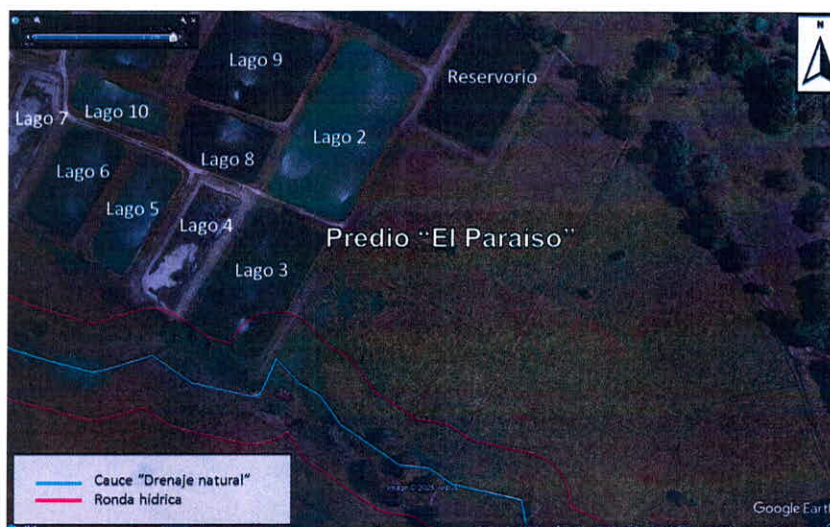 N
Lago 9
Reservorio
Lago 10
Lago 7
Lago 2
Lago 8
Lago 6
Lago 5
Lago 4
Predio "El Paraiso"
Lago 3
Cauce "Drenaje natural"
Ronda hídrica
Google Earth